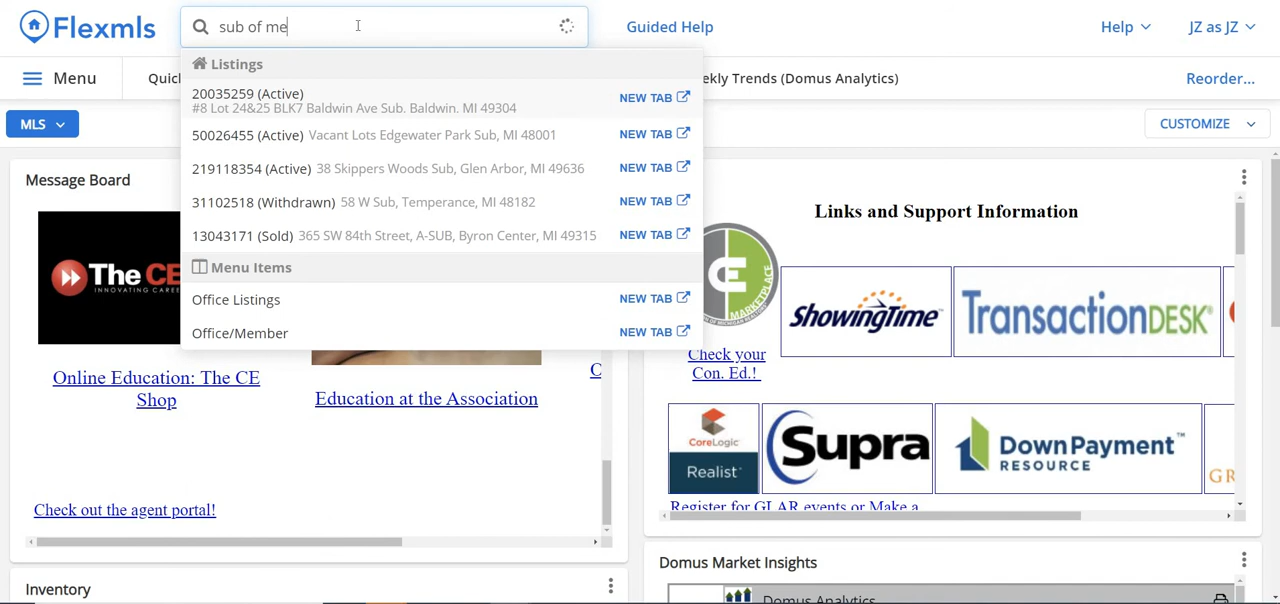 Flexmls
sub of me
Guided Help
Help
JZ as JZ
Menu
Quic
ekly Trends (Domus Analytics)
Reorder...
MLS
CUSTOMIZE
Listings
20035259 (Active)
#8 Lot 24&25 BLK7 Baldwin Ave Sub. Baldwin. MI 49304
NEW TAB
50026455 (Active) Vacant Lots Edgewater Park Sub, MI 48001
NEW TAB
219118354 (Active) 38 Skippers Woods Sub, Glen Arbor, MI 49636
NEW TAB
31102518 (Withdrawn) 58 W Sub, Temperance, MI 48182
NEW TAB
13043171 (Sold) 365 SW 84th Street, A-SUB, Byron Center, MI 49315
NEW TAB
Menu Items
Office Listings
NEW TAB
Office/Member
NEW TAB
Message Board
The CE
INNOVATING CAREE
Online Education: The CE
Shop
Education at the Association
C
Check out the agent portal!
Inventory
Links and Support Information
CE
MARKETPLACE
Check your
Con. Ed.!
ShowingTime
TransactionDESK
CoreLogic
Realist
Supra
DownPayment™
RESOURCE
GR
Register for GLAR events or Make a
Domus Market Insights
Domus Analytics